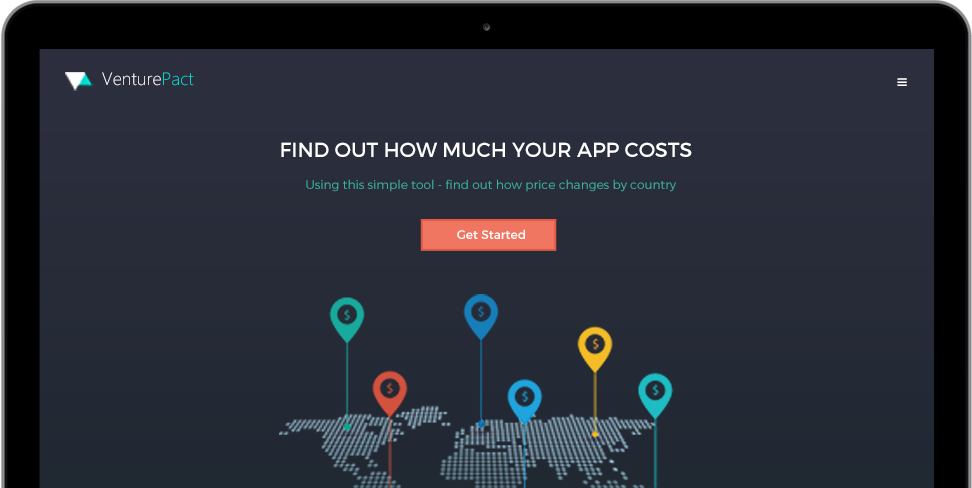 VenturePact
FIND OUT HOW MUCH YOUR APP COSTS
Using this simple tool - find out how price changes by country
Get Started
$
$
$
$
$
$